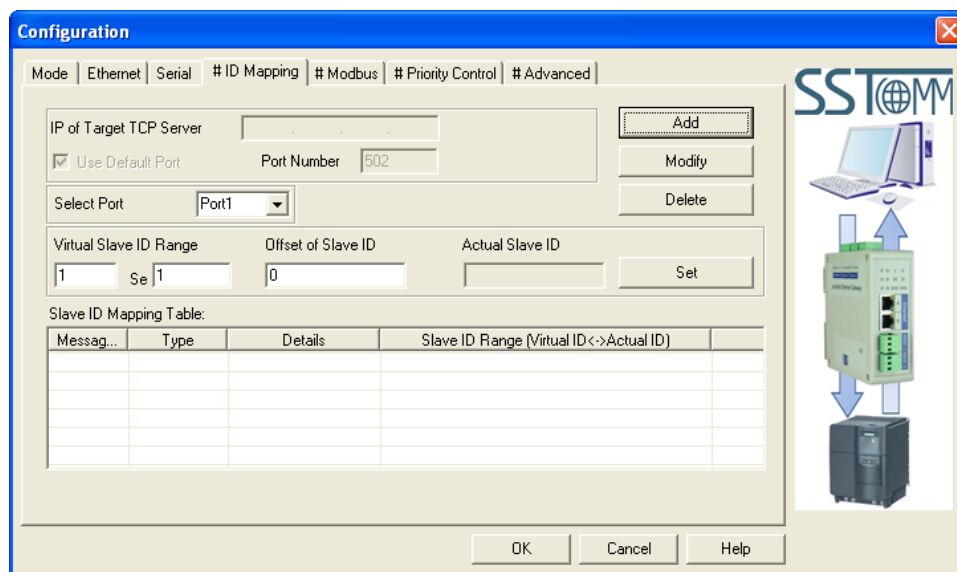 Configuration
Mode Ethernet Serial # ID Mapping # Modbus # Priority Control # Advanced
SSTCOMM
IP of Target TCP Server . . .
Add
Use Default Port Port Number 502
Modify
Select Port Port1
Delete
Virtual Slave ID Range Offset of Slave ID Actual Slave ID
1 Se 1 0
Set
Slave ID Mapping Table:
Messag... Type Details Slave ID Range (Virtual ID<->Actual ID)
OK Cancel Help